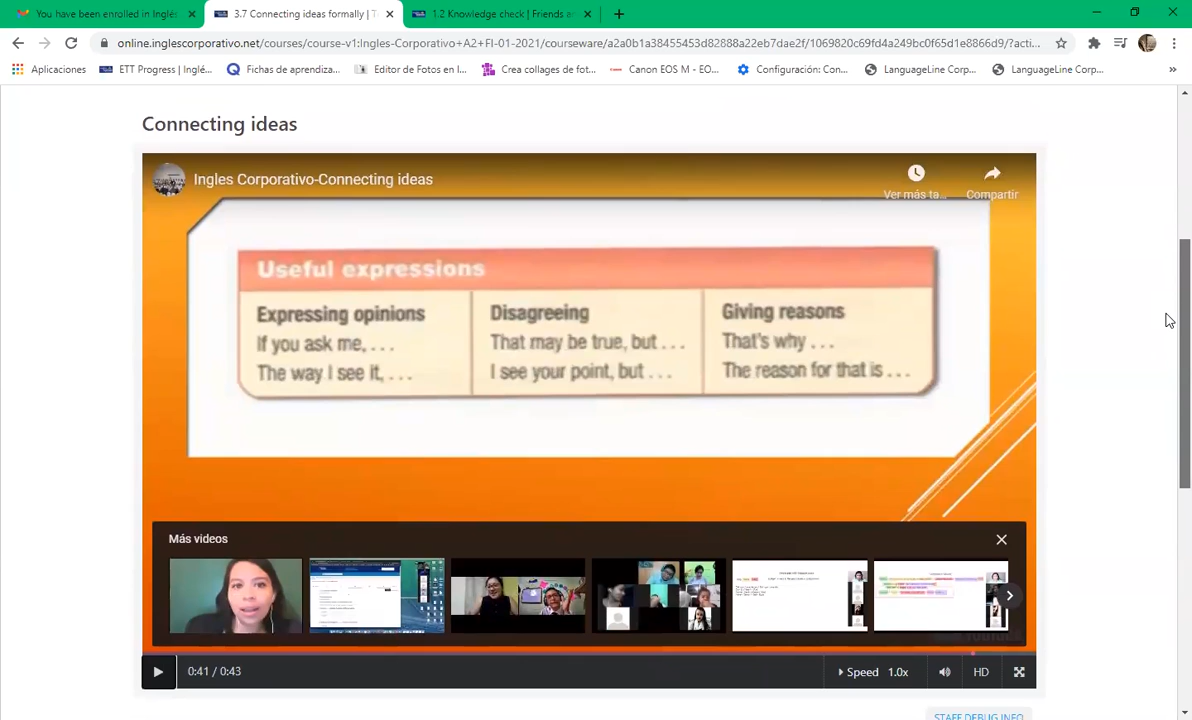 You have been enrolled in Inglés
3.7 Connecting ideas formally | T
1.2 Knowledge check | Friends a
online.inglescorporativo.net/courses/course-v1:Ingles-Corporativo+A2+FI-01-2021/courseware/a2a0b1a38455453d82888a22eb7dae2f/1069820c69fd4a249bc0f65d1e8866d9/?acti...
Aplicaciones
ETT Progress | Inglé...
Fichas de aprendiza...
Editor de Fotos en l...
Crea collages de fot...
Canon EOS M - EO...
Configuración: Con...
LanguageLine Corp...
LanguageLine Corp...
Connecting ideas
Ingles Corporativo-Connecting ideas
Ver más ta...
Compartir
Useful expressions
Expressing opinions
If you ask me, . . .
The way I see it, . . .
Disagreeing
That may be true, but . . .
I see your point, but . . .
Giving reasons
That's why . . .
The reason for that is . . .
Más videos
0:41 / 0:43
Speed 1.0x
HD
STAFF DEBUG INFO